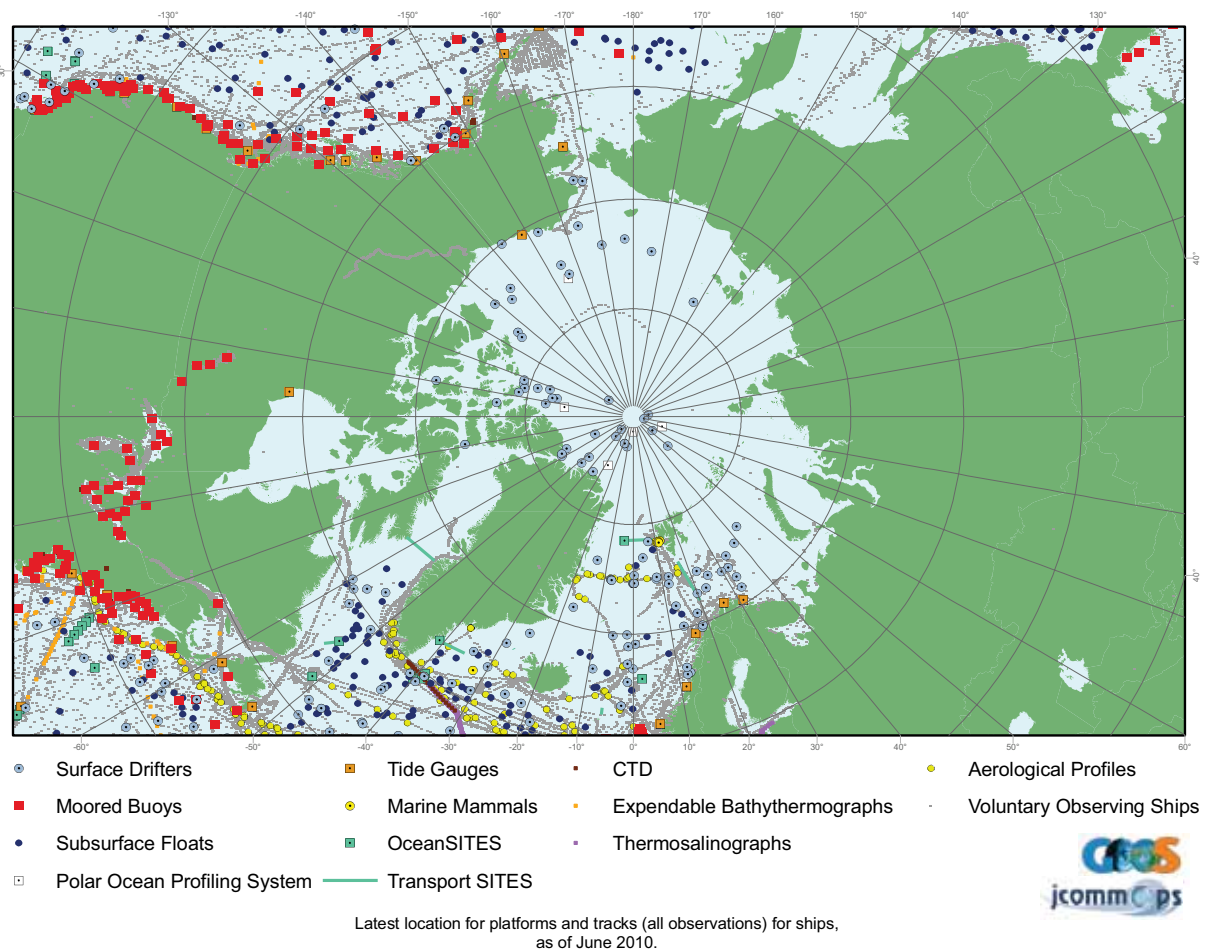 -130° -140° -150° -160° -170° -180° 170° 160° 150° 140° 130°
40°
40°
-60° -50° -40° -30° -20° -10° 0° 10° 20° 30° 40° 50° 60°
Surface Drifters Tide Gauges CTD Aerological Profiles
Moored Buoys Marine Mammals Expendable Bathythermographs Voluntary Observing Ships
Subsurface Floats OceanSITES Thermosalinographs
Polar Ocean Profiling System Transport SITES
GOOS
jcommops
Latest location for platforms and tracks (all observations) for ships,
as of June 2010.